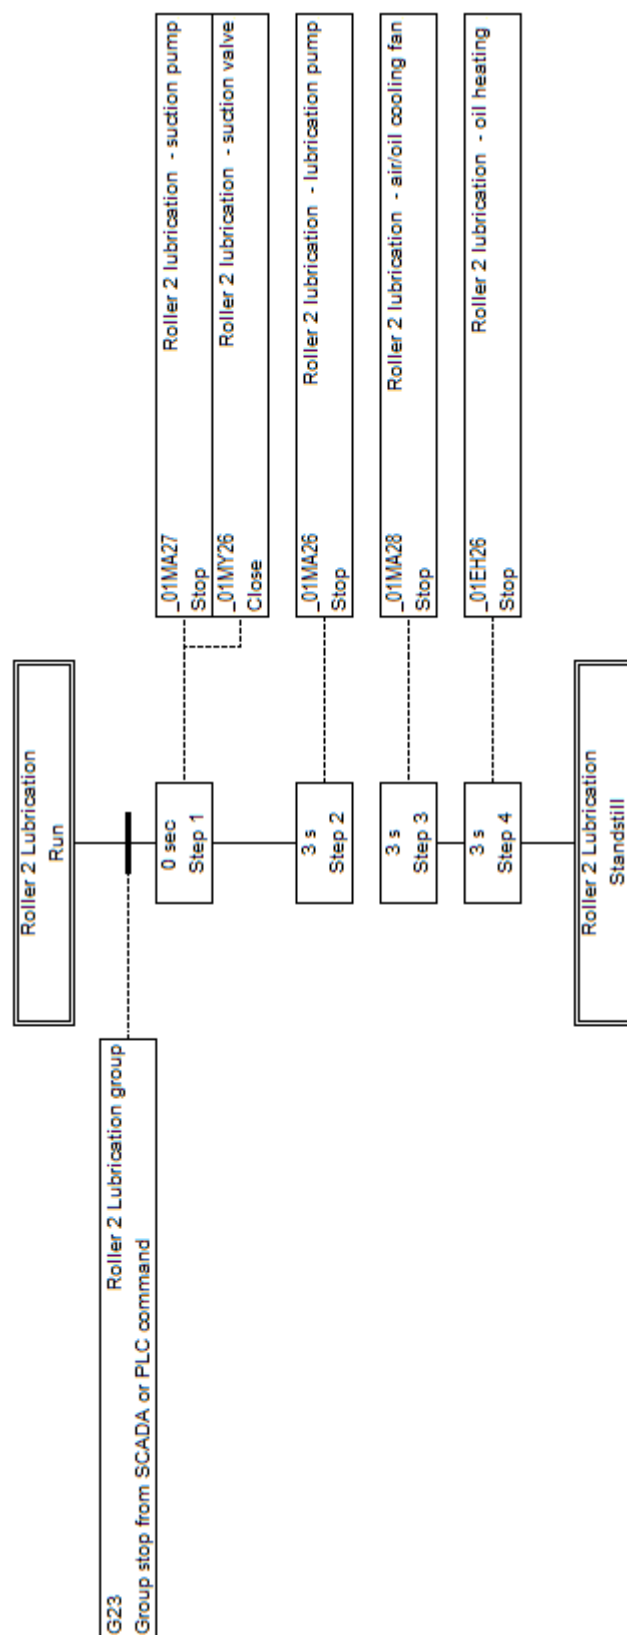 Roller 2 Lubrication
Run
G23 Roller 2 Lubrication group
Group stop from SCADA or PLC command
0 sec
Step 1
_01MA27 Roller 2 lubrication - suction pump
Stop
_01MY26 Roller 2 lubrication - suction valve
Close
3 s
Step 2
_01MA26 Roller 2 lubrication - lubrication pump
Stop
3 s
Step 3
_01MA28 Roller 2 lubrication - air/oil cooling fan
Stop
3 s
Step 4
_01EH26 Roller 2 lubrication - oil heating
Stop
Roller 2 Lubrication
Standstill